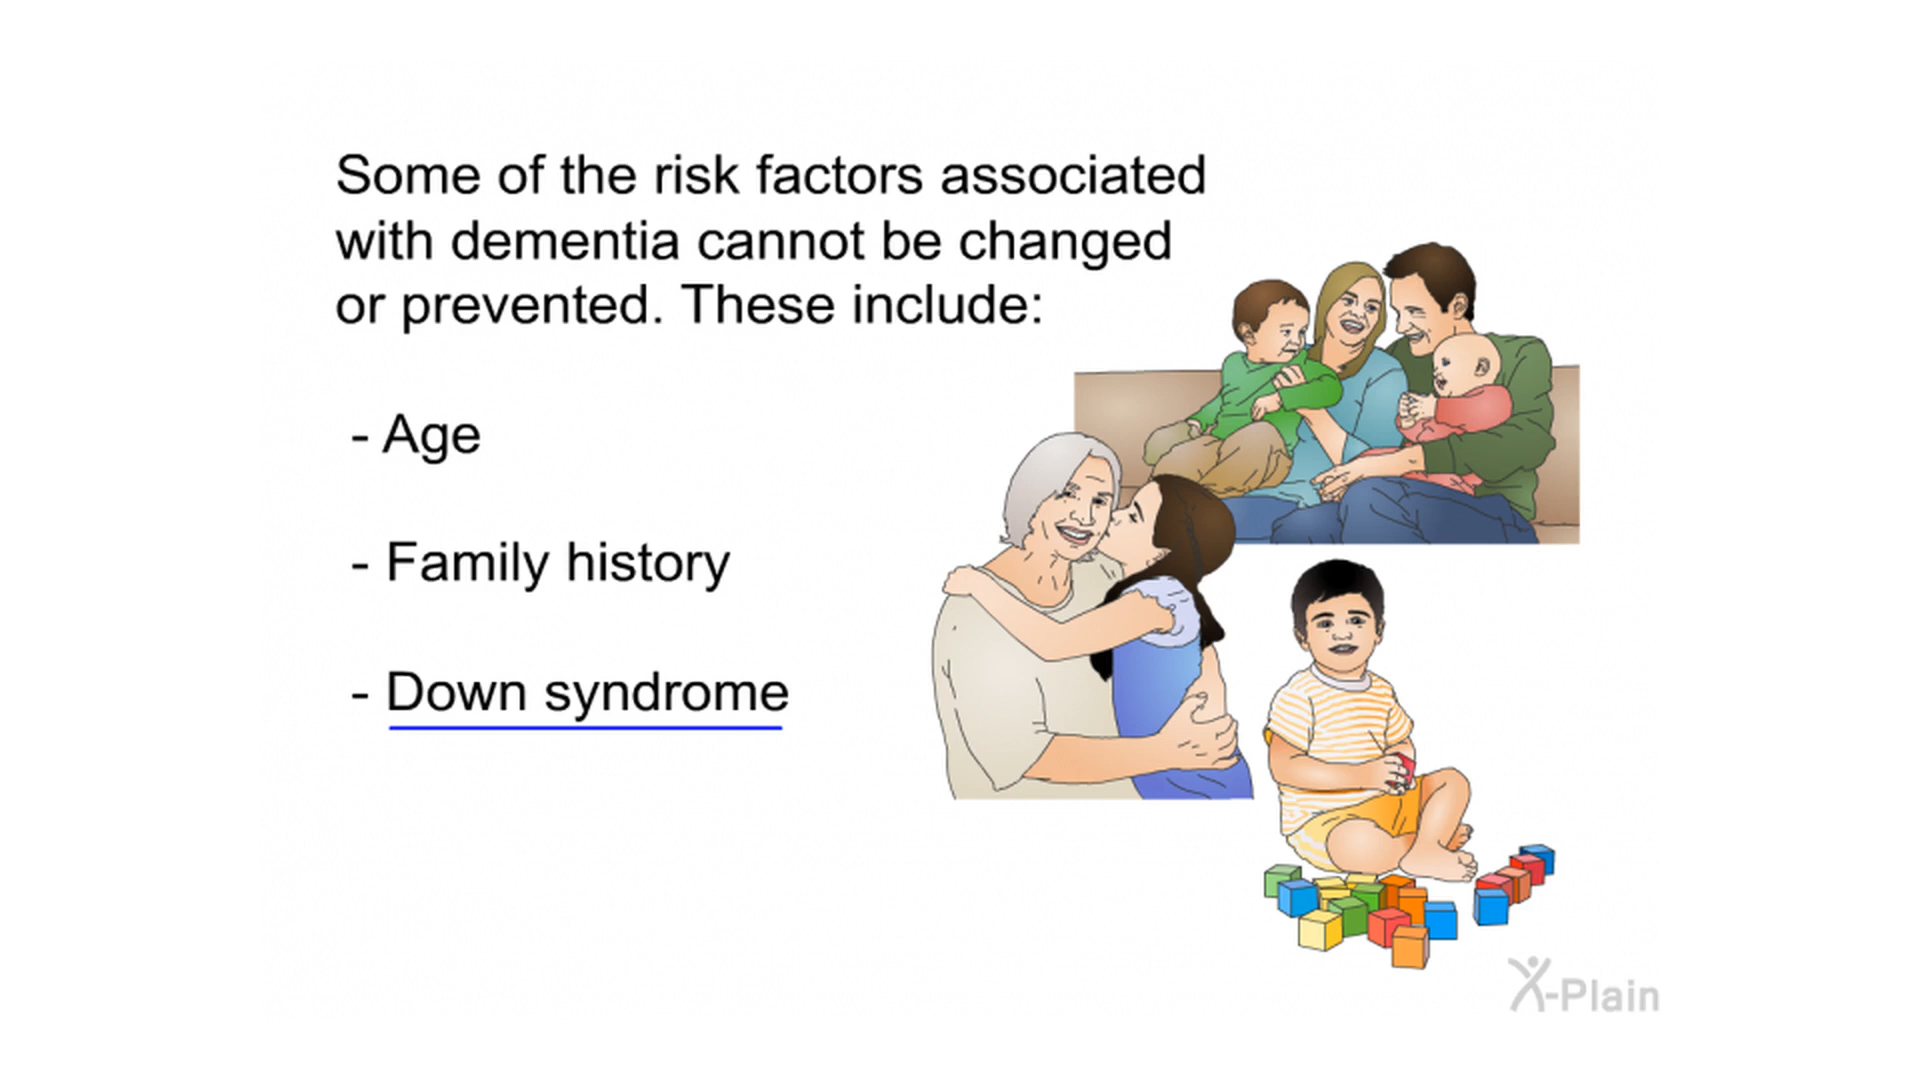 Some of the risk factors associated
with dementia cannot be changed
or prevented. These include:
- Age
- Family history
- Down syndrome
X-Plain